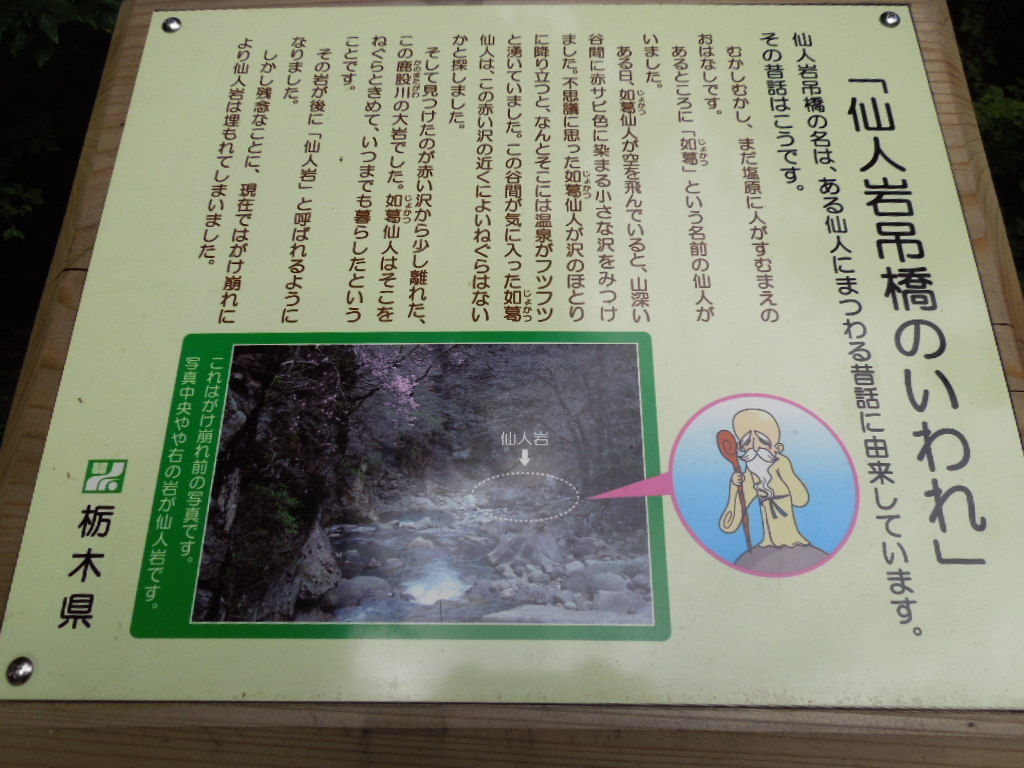 「仙人岩吊橋のいわれ」
仙人岩吊橋の名は、ある仙人にまつわる昔話に由来しています。
その昔話はこうです。
むかしむかし、まだ塩原に人がすむまえの
おはなしです。
あるところに「如葛」という名前の仙人が
いました。
ある日、如葛仙人が空を飛んでいると、山深い
谷間に赤サビ色に染まる小さな沢をみつけ
ました。不思議に思った如葛仙人が沢のほとり
に降り立つと、なんとそこには温泉がフツフツ
と湧いていました。この谷間が気に入った如葛
仙人は、この赤い沢の近くによいねぐらはない
かと探しました。
そして見つけたのが赤い沢から少し離れた、
この鹿股川の大岩でした。如葛仙人はそこを
ねぐらときめて、いつまでも暮らしたという
ことです。
その岩が後に「仙人岩」と呼ばれるように
なりました。
しかし残念なことに、現在ではがけ崩れに
より仙人岩は埋もれてしまいました。
仙人岩
これはがけ崩れ前の写真です。
写真中央やや右の岩が仙人岩です。
栃木県